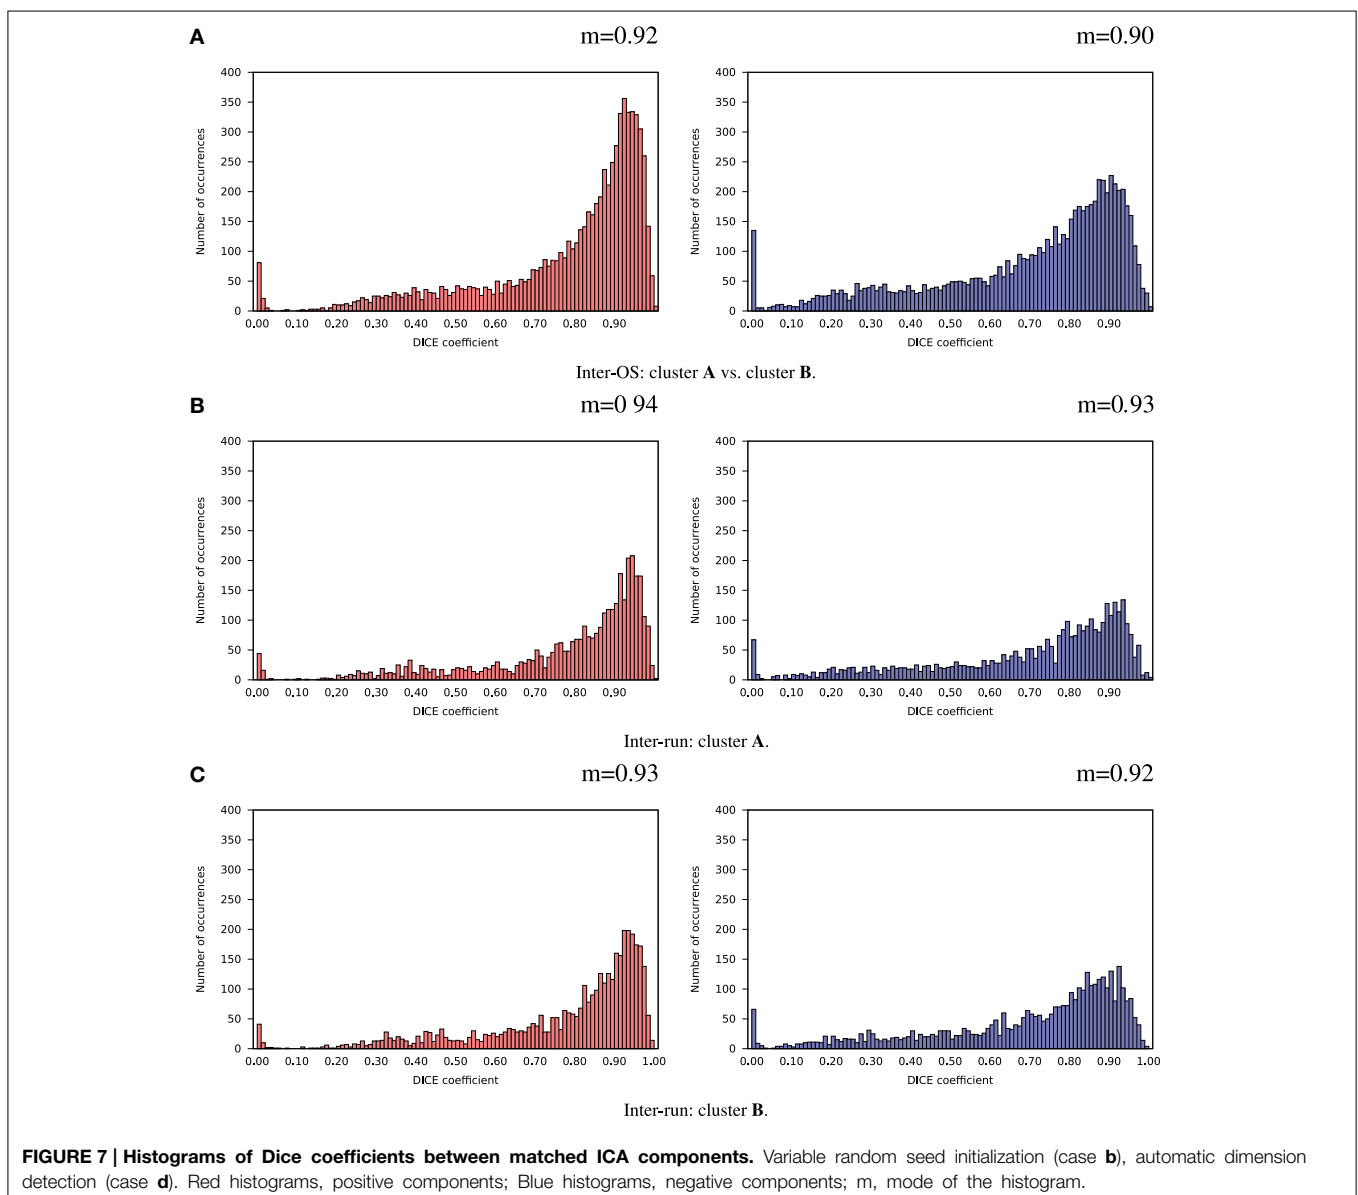 A
m=0.92
m=0.90
400
350
300
250
200
150
100
50
0
Number of occurrences
0.00 0.10 0.20 0.30 0.40 0.50 0.60 0.70 0.80 0.90
DICE coefficient
400
350
300
250
200
150
100
50
0
Number of occurrences
0.00 0.10 0.20 0.30 0.40 0.50 0.60 0.70 0.80 0.90
DICE coefficient
Inter-OS: cluster A vs. cluster B.
B
m=0 94
m=0.93
400
350
300
250
200
150
100
50
0
Number of occurrences
0.00 0.10 0.20 0.30 0.40 0.50 0.60 0.70 0.80 0.90
DICE coefficient
400
350
300
250
200
150
100
50
0
Number of occurrences
0.00 0.10 0.20 0.30 0.40 0.50 0.60 0.70 0.80 0.90
DICE coefficient
Inter-run: cluster A.
C
m=0.93
m=0.92
400
350
300
250
200
150
100
50
0
Number of occurrences
0.00 0.10 0.20 0.30 0.40 0.50 0.60 0.70 0.80 0.90 1.00
DICE coefficient
400
350
300
250
200
150
100
50
0
Number of occurrences
0.00 0.10 0.20 0.30 0.40 0.50 0.60 0.70 0.80 0.90 1.00
DICE coefficient
Inter-run: cluster B.
FIGURE 7 | Histograms of Dice coefficients between matched ICA components. Variable random seed initialization (case b), automatic dimension
detection (case d). Red histograms, positive components; Blue histograms, negative components; m, mode of the histogram.